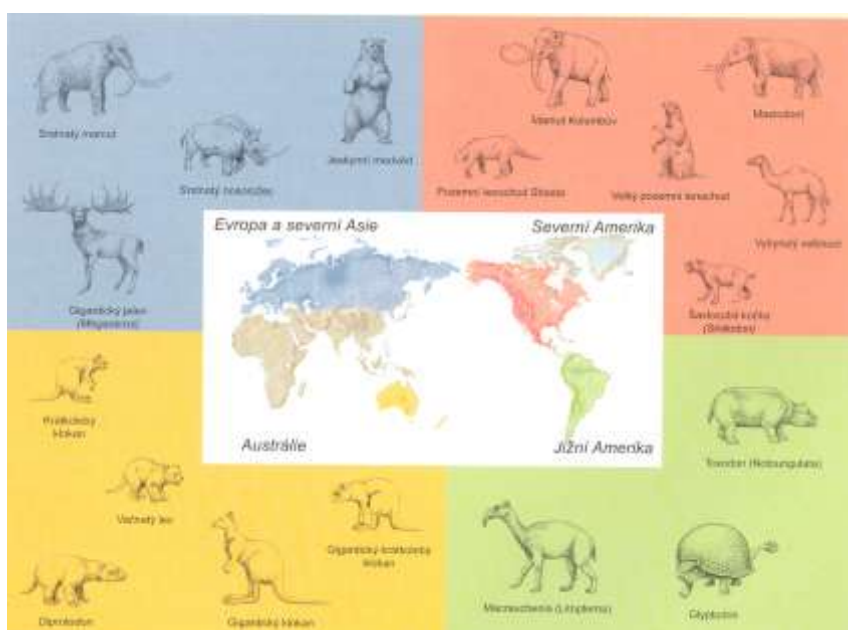 Srstnatý mamut
Srstnatý nosorožec
Jeskynní medvěd
Gigantický jelen
(Megaceros)
Mamut Kolumbův
Mastodont
Pozemní lenochod Shasta
Velký pozemní lenochod
Vyhynulý velbloud
Šavlozubá kočka
(Smilodon)
Evropa a severní Asie
Severní Amerika
Austrálie
Jižní Amerika
klokan
Vačnatý lev
Gigantický krátkolebý
klokan
Diprotodon
Gigantický klokan
Toxodon (Notoungulata)
Macrauchenia (Litopterna)
Glyptodon